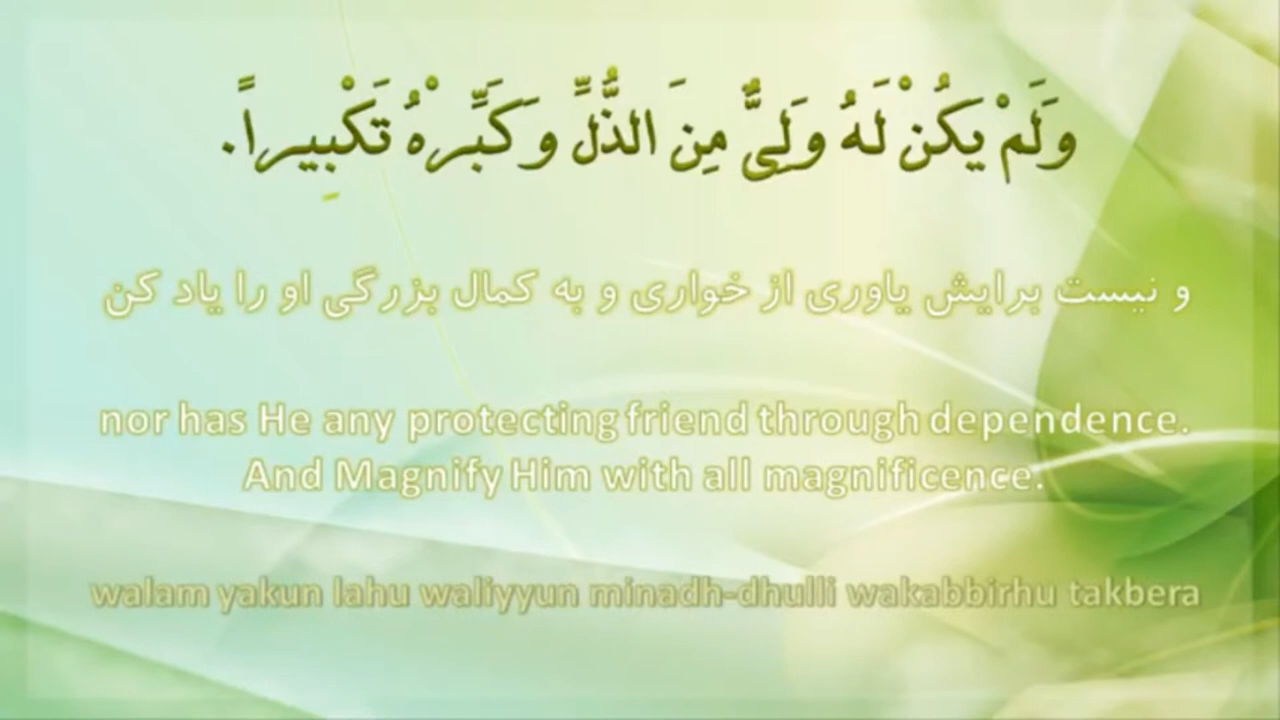 وَلَمْ يَكُنْ لَهُ وَلِىٌّ مِنَ الذُّلِّ وَكَبِّرْهُ تَكْبِيراً.
و نیست برایش یاوری از خواری و به کمال بزرگی او را یاد کن
nor has He any protecting friend through dependence.
And Magnify Him with all magnificence.
walam yakun lahu waliyyun minadh-dhulli wakabbirhu takbera